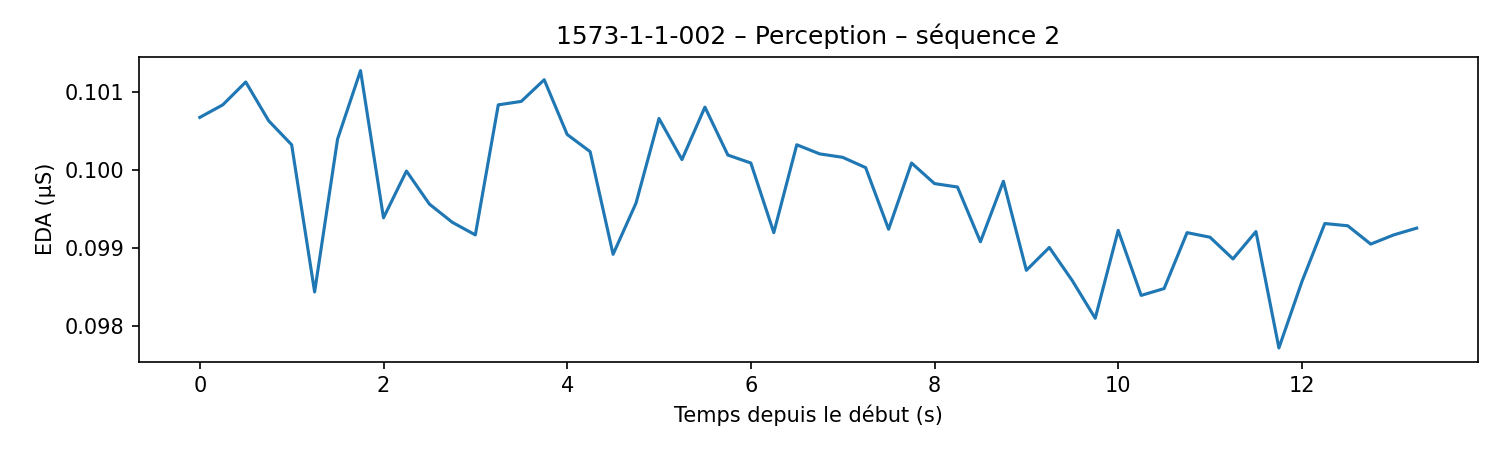 1573-1-1-002 – Perception – séquence 2
EDA (µS)
0.101
0.100
0.099
0.098
0 2 4 6 8 10 12
Temps depuis le début (s)